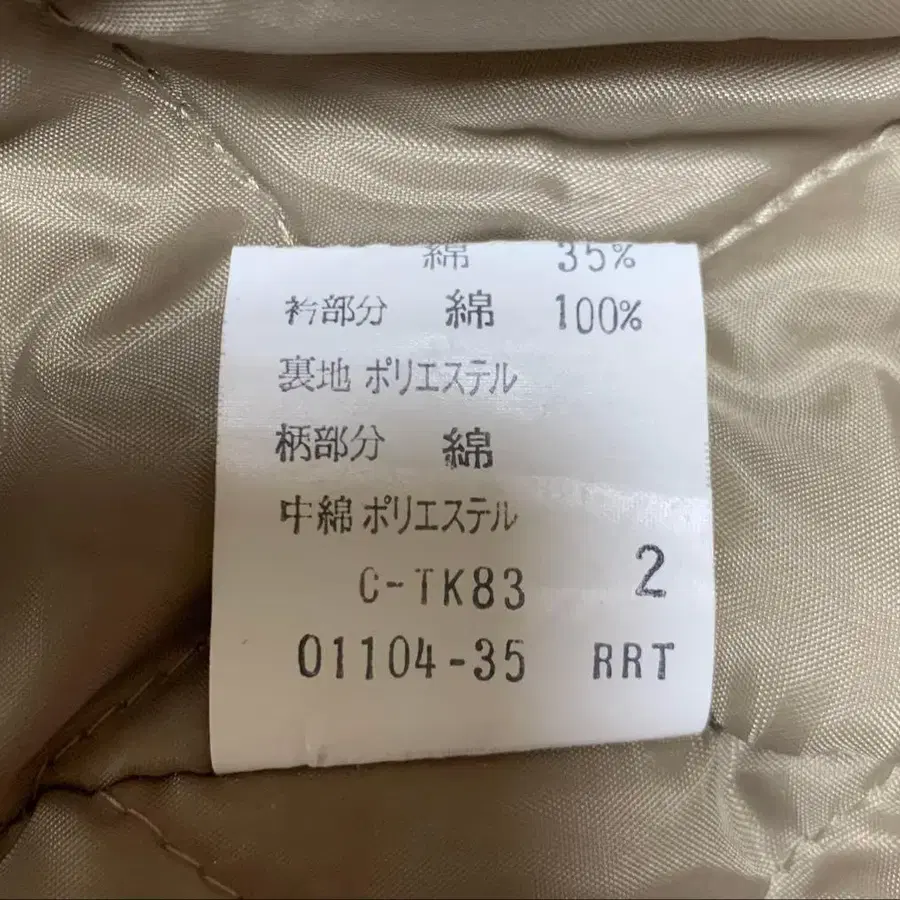 綿 35%
衿部分 綿 100%
裏地 ポリエステル
柄部分 綿
中綿 ポリエステル
C-TK83 2
01104-35 RRT